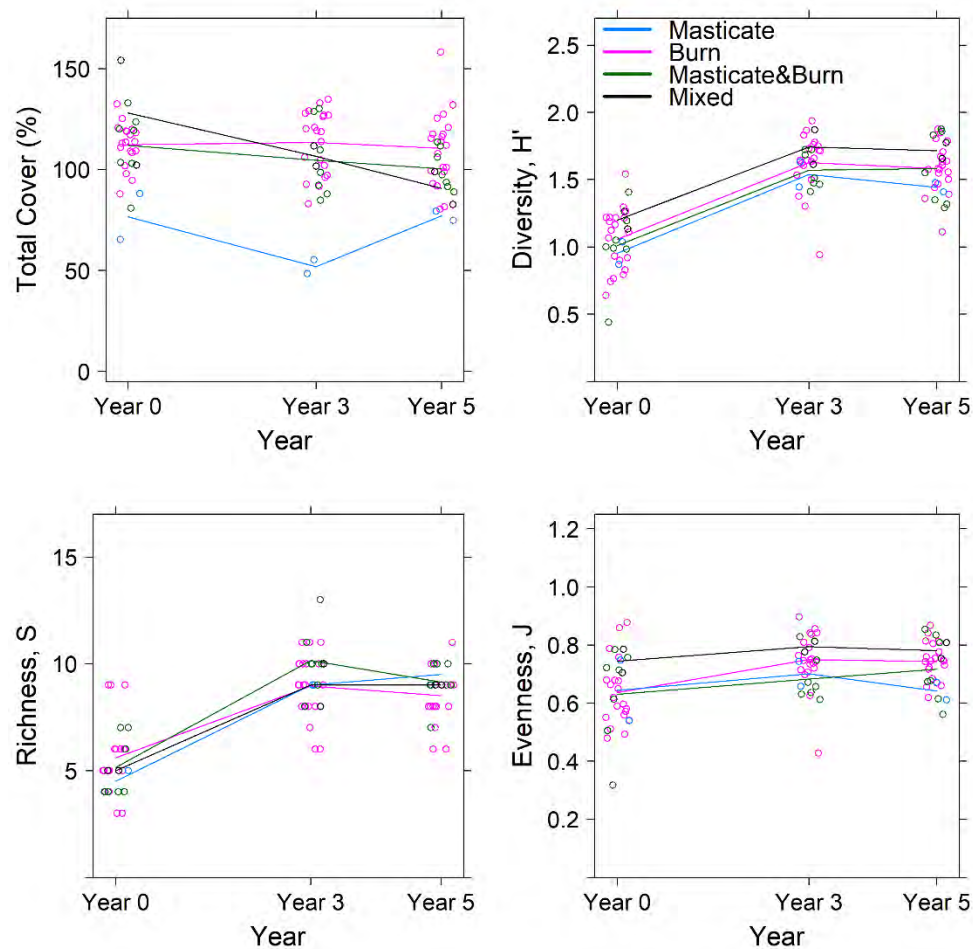 Total Cover (%)
150
100
50
0
Year 0
Year 3
Year 5
Year
Diversity, H'
2.5
2.0
1.5
1.0
0.5
Masticate
Burn
Masticate&Burn
Mixed
Year 0
Year 3
Year 5
Year
Richness, S
15
10
5
Year 0
Year 3
Year 5
Year
Evenness, J
1.2
1.0
0.8
0.6
0.4
0.2
Year 0
Year 3
Year 5
Year